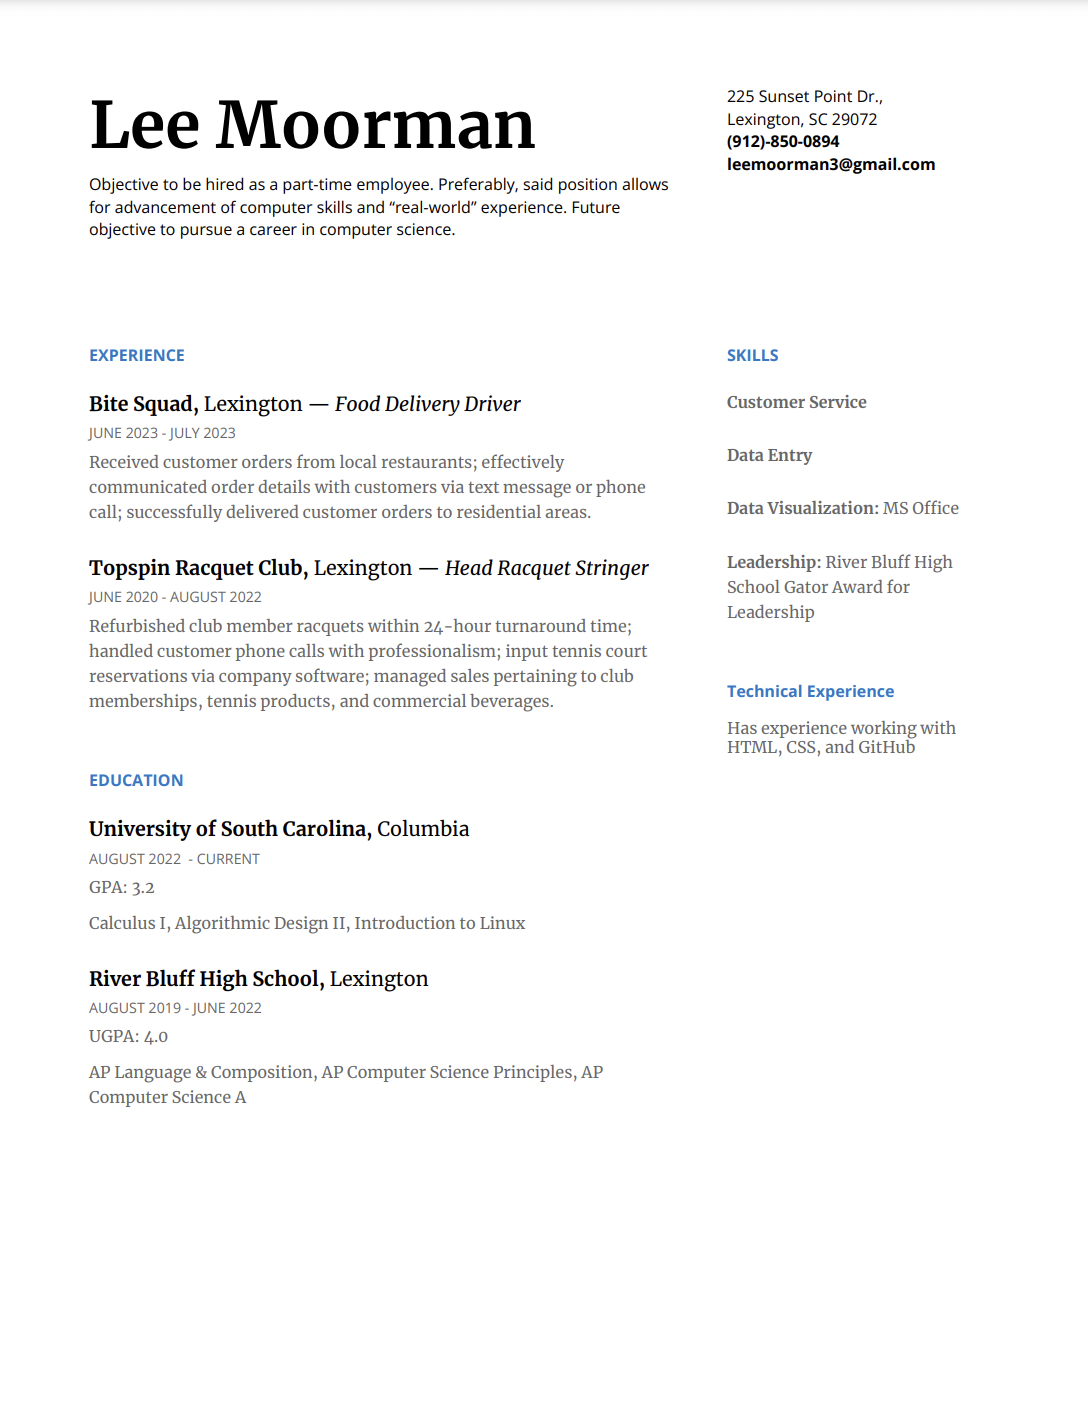 Lee Moorman
Objective to be hired as a part-time employee. Preferably, said position allows
for advancement of computer skills and “real-world” experience. Future
objective to pursue a career in computer science.
225 Sunset Point Dr.,
Lexington, SC 29072
(912)-850-0894
leemoorman3@gmail.com
EXPERIENCE
Bite Squad, Lexington — Food Delivery Driver
JUNE 2023 - JULY 2023
Received customer orders from local restaurants; effectively
communicated order details with customers via text message or phone
call; successfully delivered customer orders to residential areas.
Topspin Racquet Club, Lexington — Head Racquet Stringer
JUNE 2020 - AUGUST 2022
Refurbished club member racquets within 24-hour turnaround time;
handled customer phone calls with professionalism; input tennis court
reservations via company software; managed sales pertaining to club
memberships, tennis products, and commercial beverages.
EDUCATION
University of South Carolina, Columbia
AUGUST 2022  - CURRENT
GPA: 3.2
Calculus I, Algorithmic Design II, Introduction to Linux
River Bluff High School, Lexington
AUGUST 2019 - JUNE 2022
UGPA: 4.0
AP Language & Composition, AP Computer Science Principles, AP
Computer Science A
SKILLS
Customer Service
Data Entry
Data Visualization: MS Office
Leadership: River Bluff High
School Gator Award for
Leadership
Technical Experience
Has experience working with
HTML, CSS, and GitHub